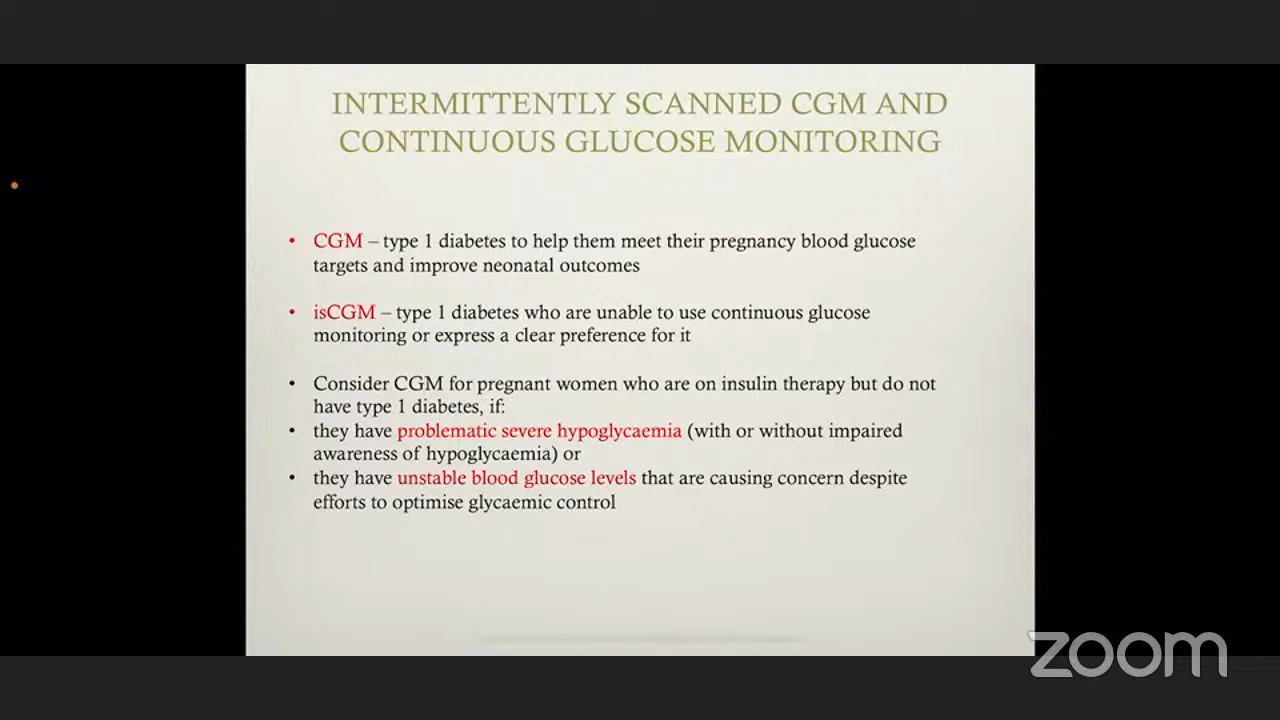 INTERMITTENTLY SCANNED CGM AND
CONTINUOUS GLUCOSE MONITORING
• CGM – type 1 diabetes to help them meet their pregnancy blood glucose
targets and improve neonatal outcomes
• isCGM – type 1 diabetes who are unable to use continuous glucose
monitoring or express a clear preference for it
• Consider CGM for pregnant women who are on insulin therapy but do not
have type 1 diabetes, if:
• they have problematic severe hypoglycaemia (with or without impaired
awareness of hypoglycaemia) or
• they have unstable blood glucose levels that are causing concern despite
efforts to optimise glycaemic control
zoom